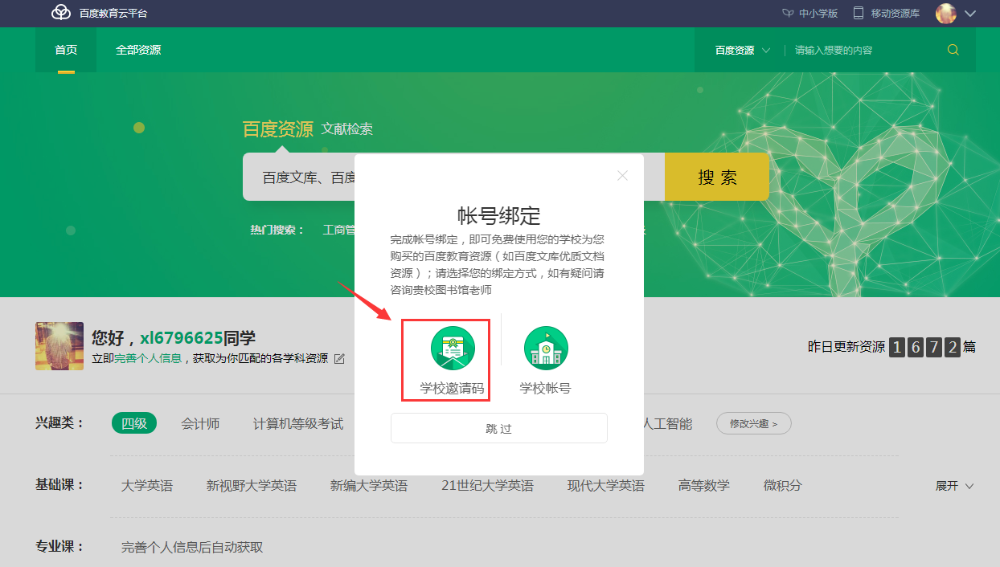 百度教育云平台
中小学版
移动资源库
首页
全部资源
百度资源
请输入想要的内容
百度资源 文献检索
百度文库、百度
搜 索
热门搜索：
工商管
帐号绑定
完成帐号绑定，即可免费使用您的学校为您
购买的百度教育资源（如百度文库优质文档
资源）；请选择您的绑定方式，如有疑问请
咨询贵校图书馆老师
学校邀请码
学校帐号
跳 过
您好，xl6796625同学
立即完善个人信息，获取为你匹配的各学科资源
昨日更新资源 1 6 7 2 篇
兴趣类： 四级 会计师 计算机等级考试 人工智能 修改兴趣 >
基础课： 大学英语 新视野大学英语 新编大学英语 21世纪大学英语 现代大学英语 高等数学 微积分 展开
专业课： 完善个人信息后自动获取